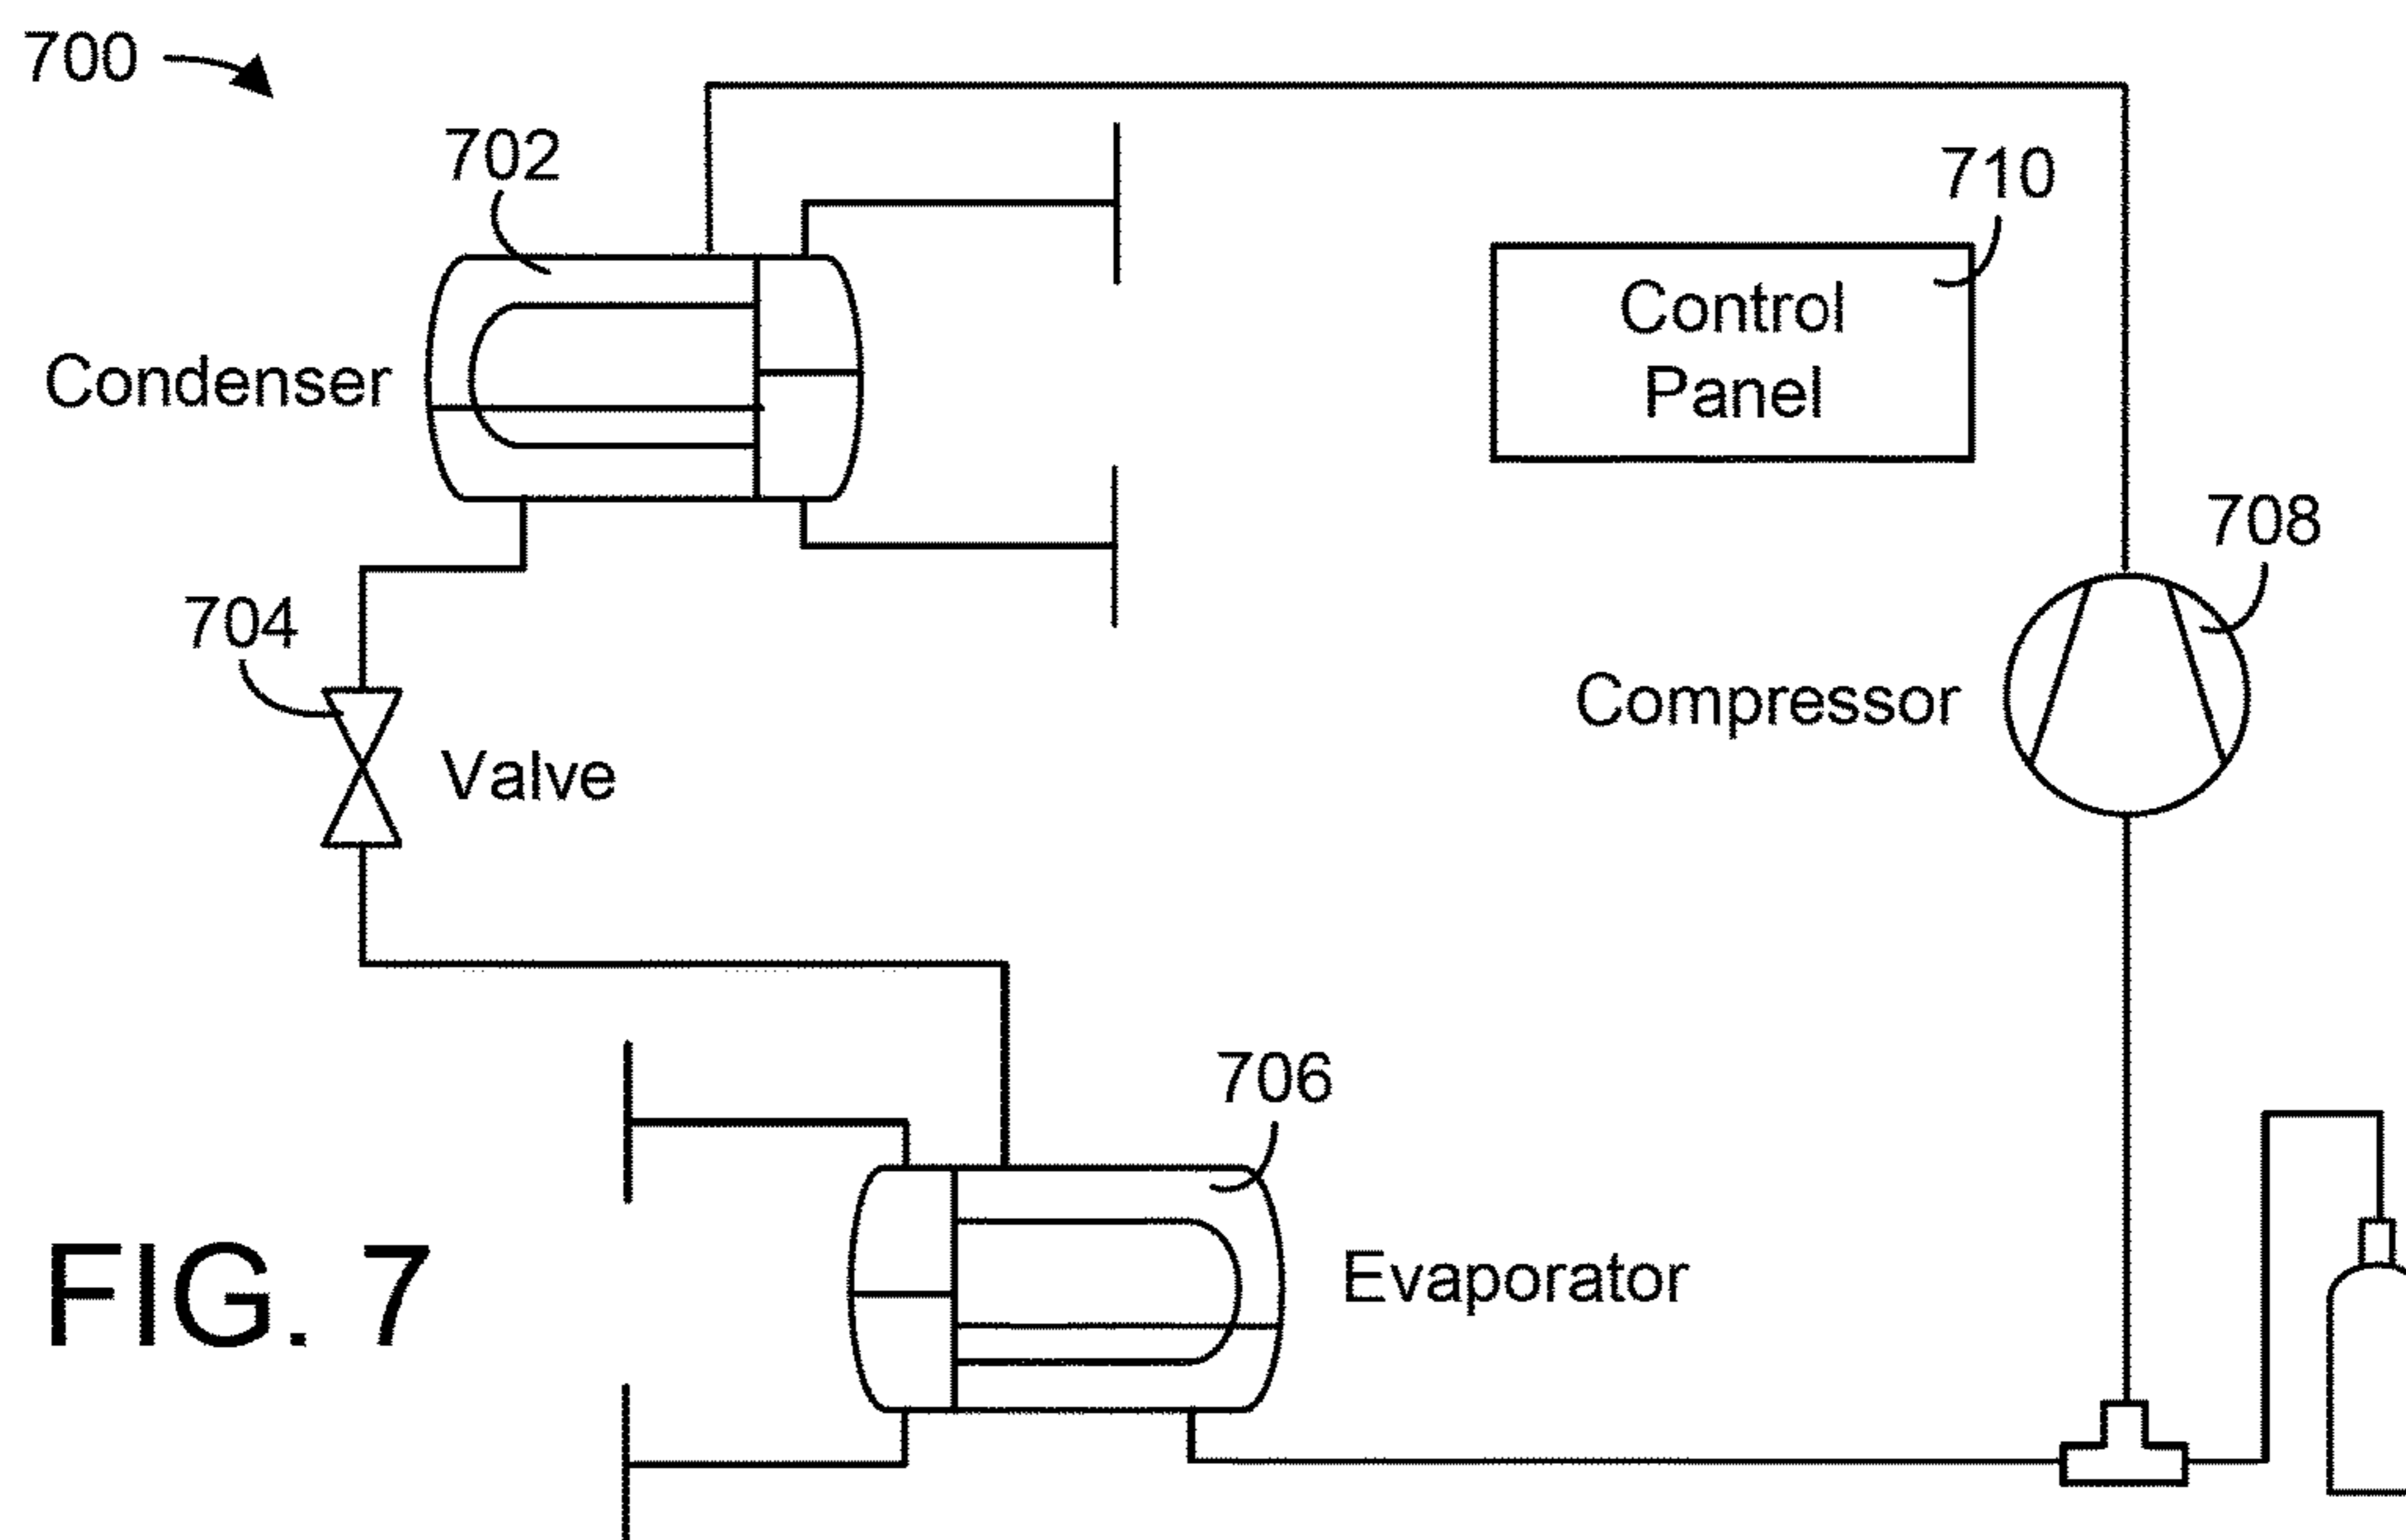 700
702
710
Control
Panel
Condenser
708
704
Compressor
Valve
706
Evaporator
FIG. 7